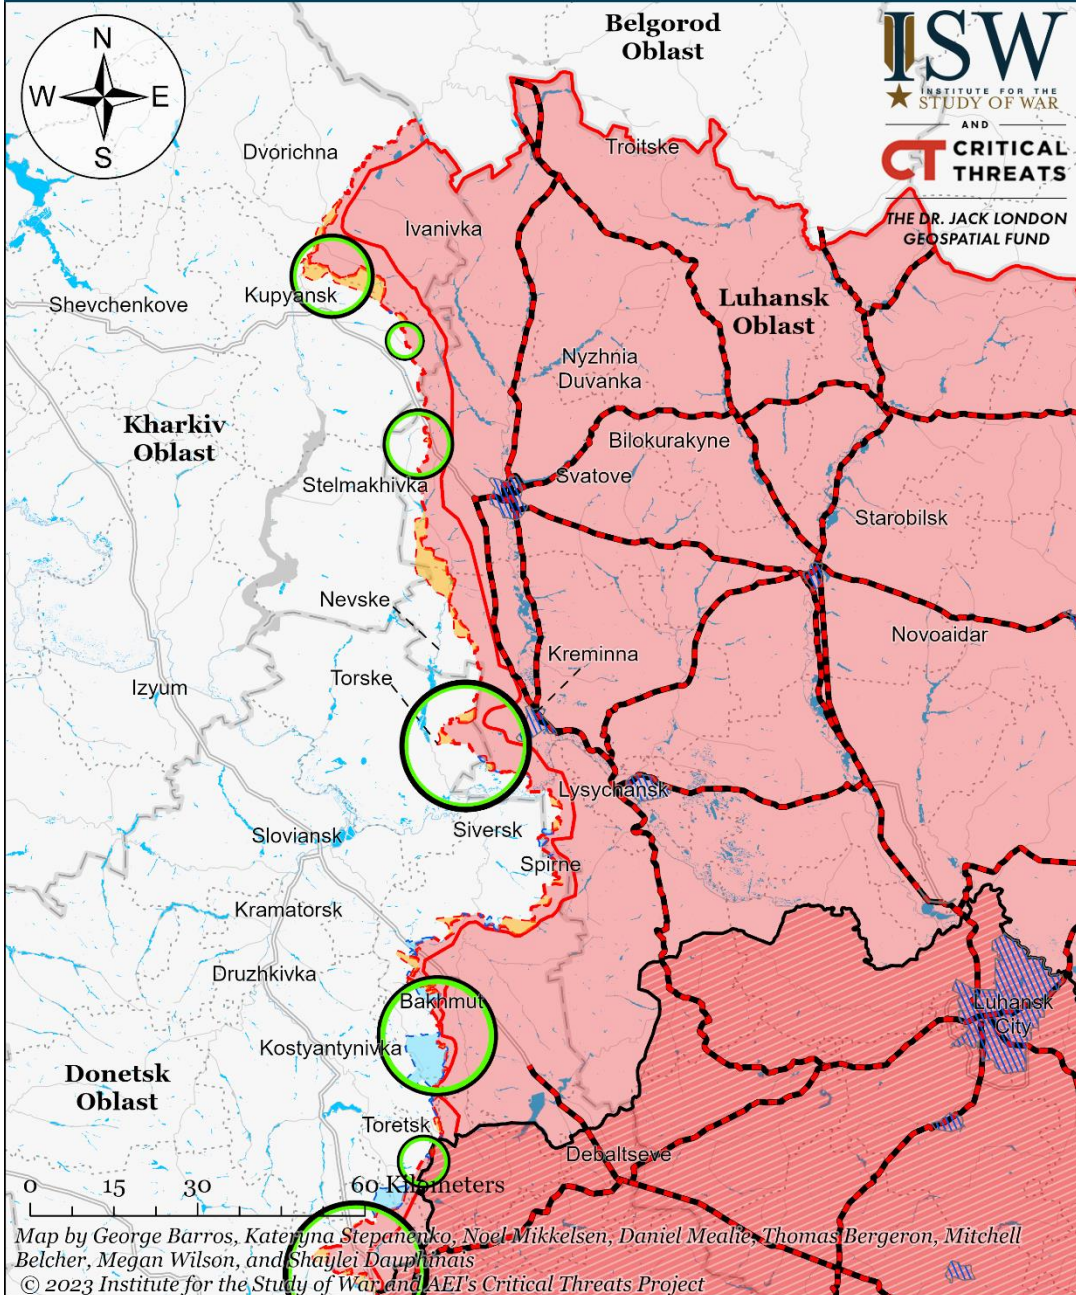 Belgorod
Oblast
ISW
INSTITUTE FOR THE
STUDY OF WAR
AND
CT CRITICAL
THREATS
THE DR. JACK LONDON
GEOSPATIAL FUND
N
W
E
S
Dvorichna
Troitske
Ivanivka
Kupyansk
Shevchenkove
Luhansk
Oblast
Nyzhnia
Duvanka
Kharkiv
Oblast
Bilokurakyne
Stelmakhivka
Svatove
Starobilsk
Nevske
Novoaidar
Kreminna
Torske
Izyum
Lysychansk
Siversk
Sloviansk
Spirne
Kramatorsk
Druzhkivka
Bakhmut
Luhansk
City
Kostyantynivka
Donetsk
Oblast
Toretsk
Debaltseve
0 15 30 60 Kilometers
Map by George Barros, Kateryna Stepanenko, Noel Mikkelsen, Daniel Mealie, Thomas Bergeron, Mitchell
Belcher, Megan Wilson, and Shaylei Dauphinais
© 2023 Institute for the Study of War and AEI's Critical Threats Project